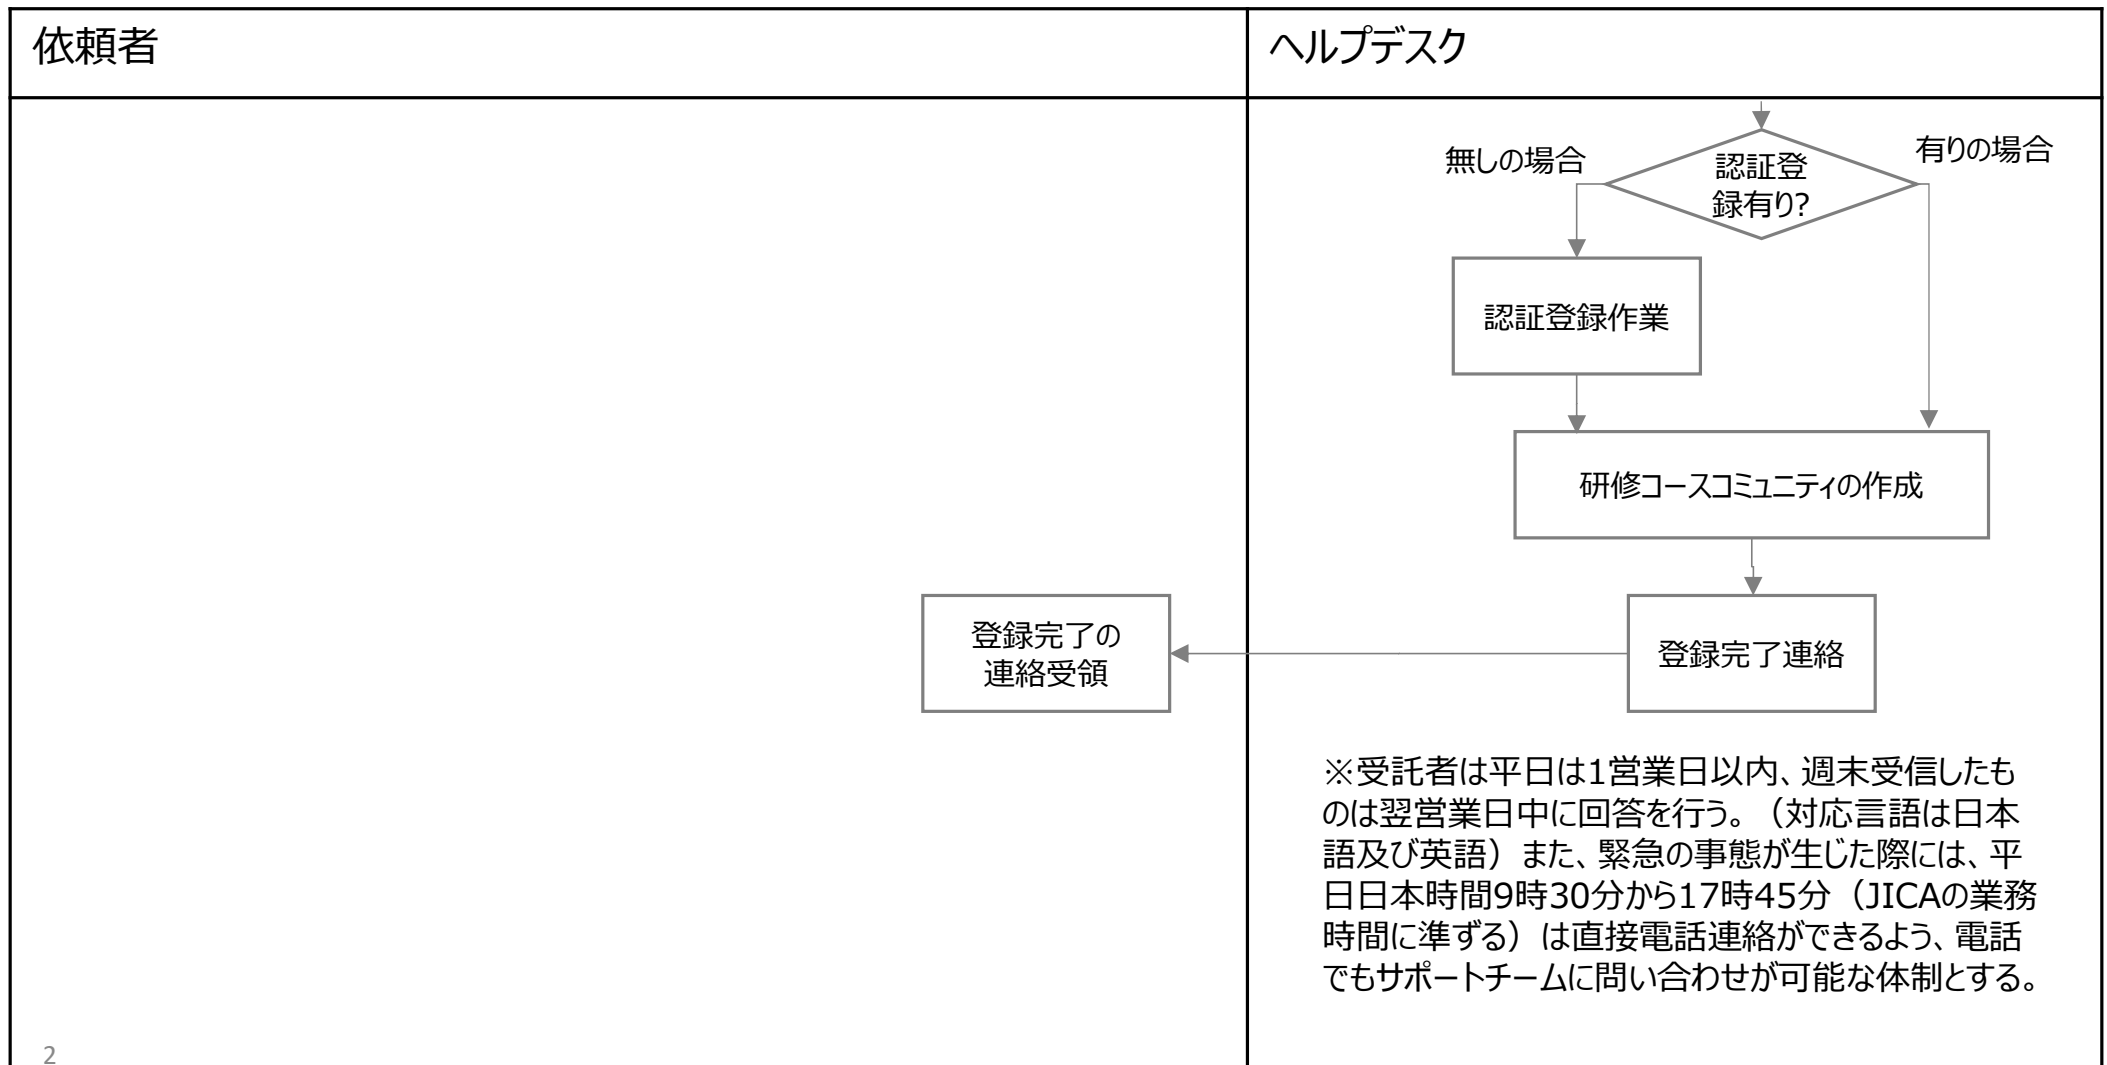 依頼者
ヘルプデスク
無しの場合
認証登
録有り?
有りの場合
認証登録作業
研修コースコミュニティの作成
登録完了の
連絡受領
登録完了連絡
※受託者は平日は1営業日以内、週末受信したも
のは翌営業日中に回答を行う。（対応言語は日本
語及び英語）また、緊急の事態が生じた際には、平
日日本時間9時30分から17時45分（JICAの業務
時間に準ずる）は直接電話連絡ができるよう、電話
でもサポートチームに問い合わせが可能な体制とする。
2